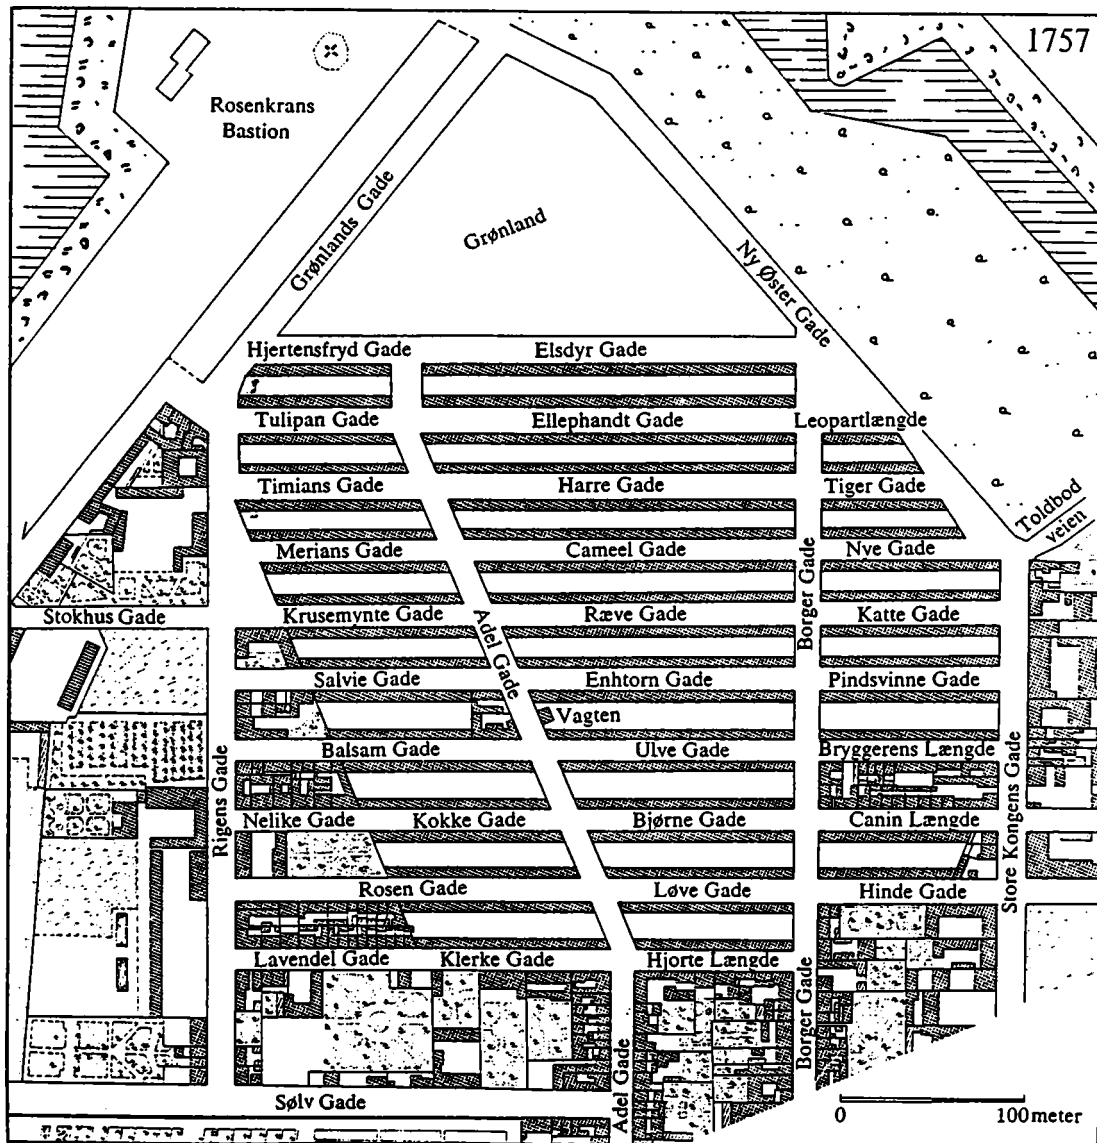 1757
Rosenkrans
Bastion
Grønlands Gade
Grønland
Ny Øster Gade
Hjertensfryd Gade
Elsdyr Gade
Tulipan Gade
Ellephandt Gade
Leopartlængde
Timians Gade
Harre Gade
Tiger Gade
Toldbod
veien
Merians Gade
Cameel Gade
Nve Gade
Borger Gade
Stokhus Gade
Krusemynte Gade
Adel Gade
Ræve Gade
Katte Gade
Salvie Gade
Enhtorn Gade
Pindsvinne Gade
Vagten
Balsam Gade
Ulve Gade
Bryggerens Længde
Rigens Gade
Store Kongens Gade
Nelike Gade
Kokke Gade
Bjørne Gade
Canin Længde
Rosen Gade
Løve Gade
Hinde Gade
Lavendel Gade
Klerke Gade
Hjorte Længde
Borger Gade
Adel Gade
Sølv Gade
0 100 meter